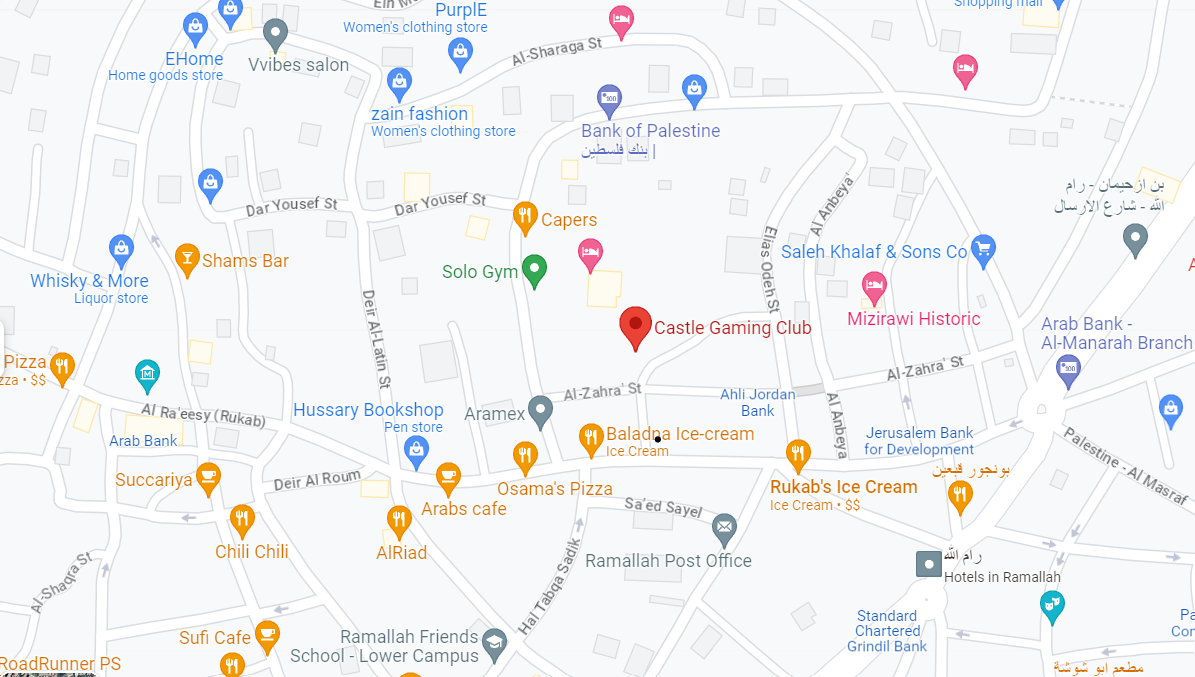 Shopping mall
Ein M
PurplE
Women's clothing store
EHome
Home goods store
Vvibes salon
Al-Sharaga St
zain fashion
Women's clothing store
Bank of Palestine
بنك فلسطين |
Dar Yousef St
Dar Yousef St
Capers
بن ازحيمان - رام
الله - شارع الارسال
Al Anbeya'
Elias Odeh St
Saleh Khalaf & Sons Co
Shams Bar
Solo Gym
Whisky & More
Liquor store
Mizirawi Historic
Castle Gaming Club
Arab Bank -
Al-Manarah Branch
Deir Al-Latin St
Pizza
zza • $$
Al-Zahra' St
Al-Zahra' St
Ahli Jordan
Bank
Al Anbeya
Al Ra'eesy (Rukab)
Hussary Bookshop
Pen store
Aramex
Arab Bank
Baladna Ice-cream
Ice Cream
Jerusalem Bank
for Development
Palestine - Al Masraf
بونجور قبعين
Succariya
Deir Al Roum
Osama's Pizza
Rukab's Ice Cream
Ice Cream • $$
Arabs cafe
Sa'ed Sayel
Chili Chili
AlRiad
Ramallah Post Office
رام الله
Hotels in Ramallah
Al-Shaqra St
Hal Tabqa Sadik
Standard
Chartered
Grindil Bank
Pa
Con
Sufi Cafe
Ramallah Friends
School - Lower Campus
RoadRunner PS
مطعم ابو شوشة